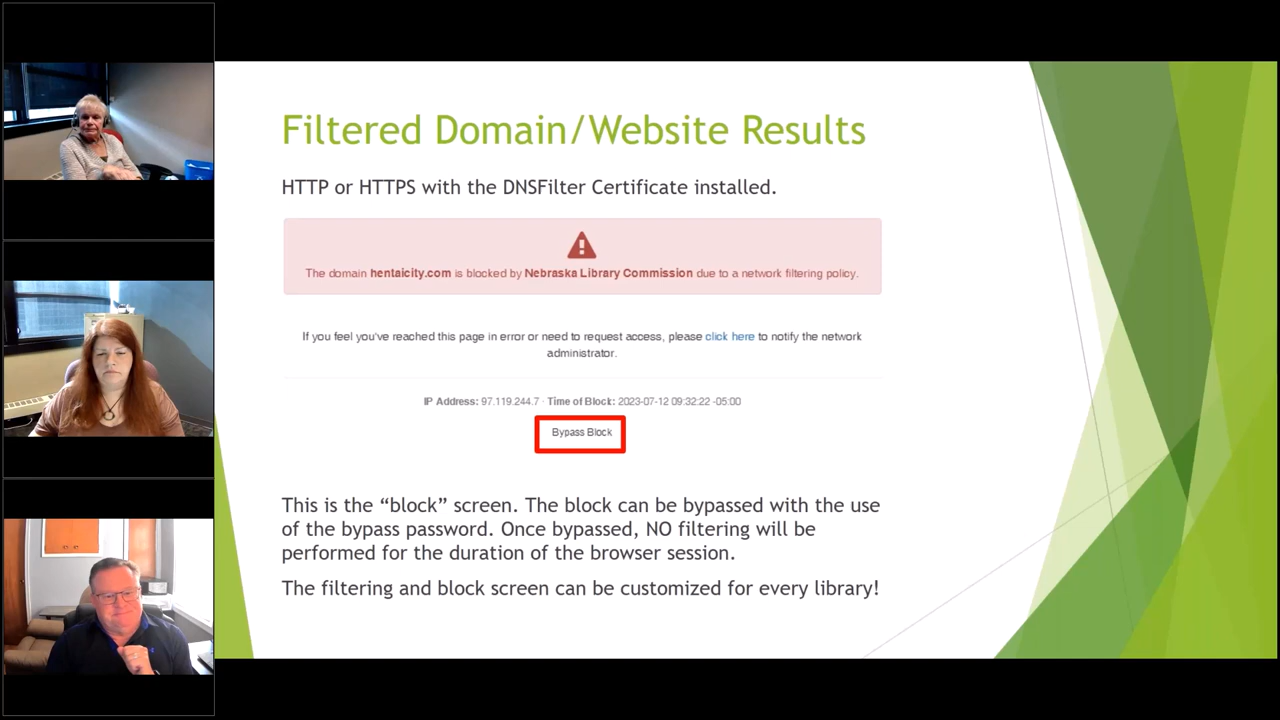 Filtered Domain/Website Results
HTTP or HTTPS with the DNSFilter Certificate installed.
The domain hentaicity.com is blocked by Nebraska Library Commission due to a network filtering policy.
If you feel you've reached this page in error or need to request access, please click here to notify the network
administrator.
IP Address: 97.119.244.7 · Time of Block: 2023-07-12 09:32:22 -05:00
Bypass Block
This is the “block” screen. The block can be bypassed with the use
of the bypass password. Once bypassed, NO filtering will be
performed for the duration of the browser session.
The filtering and block screen can be customized for every library!